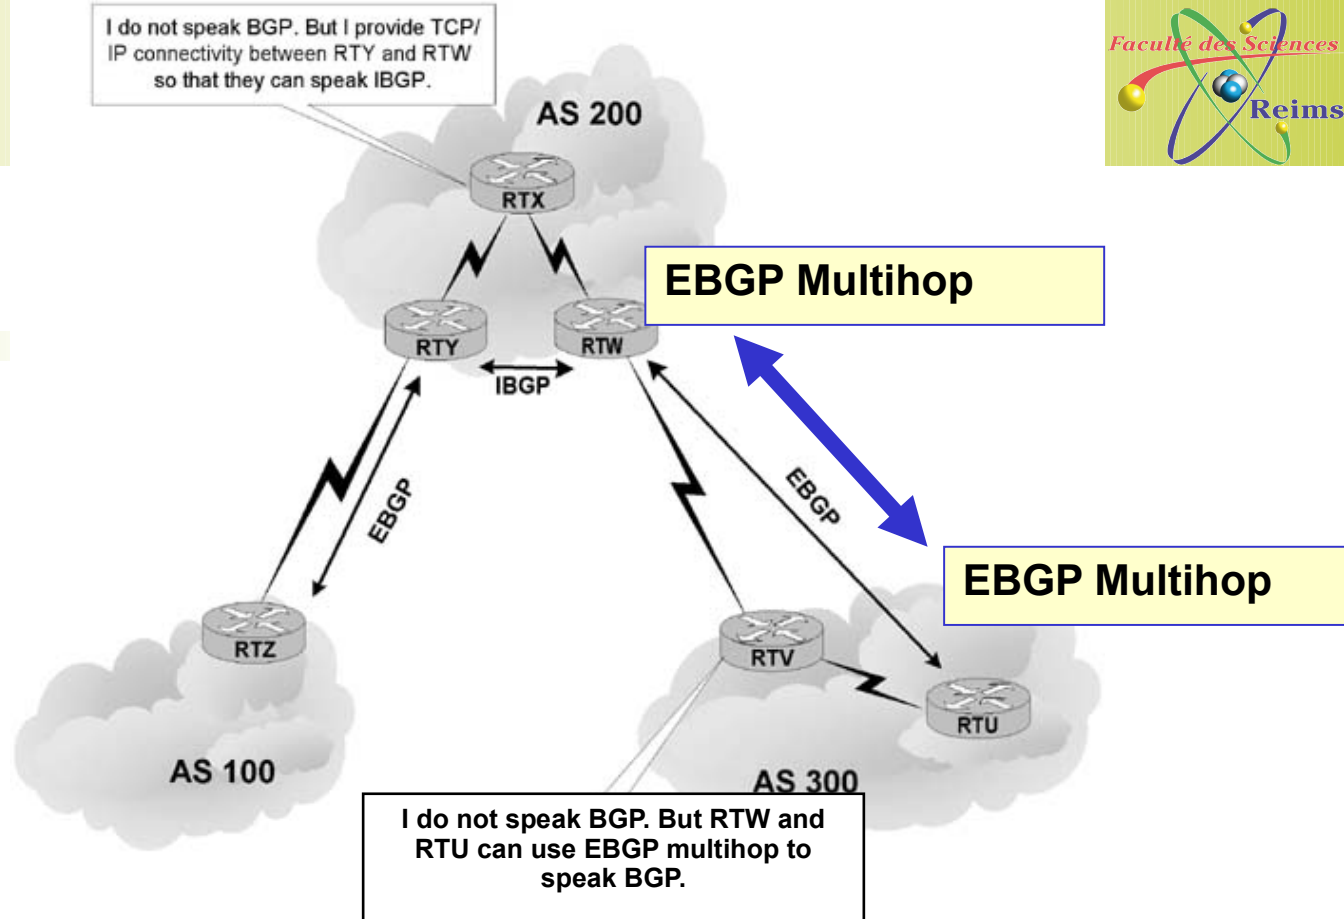 I do not speak BGP. But I provide TCP/
IP connectivity between RTY and RTW
so that they can speak IBGP.
Faculté des Sciences
Reims
AS 200
RTX
EBGP Multihop
RTY
RTW
IBGP
EBGP
EBGP
EBGP Multihop
RTZ
RTV
RTU
AS 100
AS 300
I do not speak BGP. But RTW and
RTU can use EBGP multihop to
speak BGP.